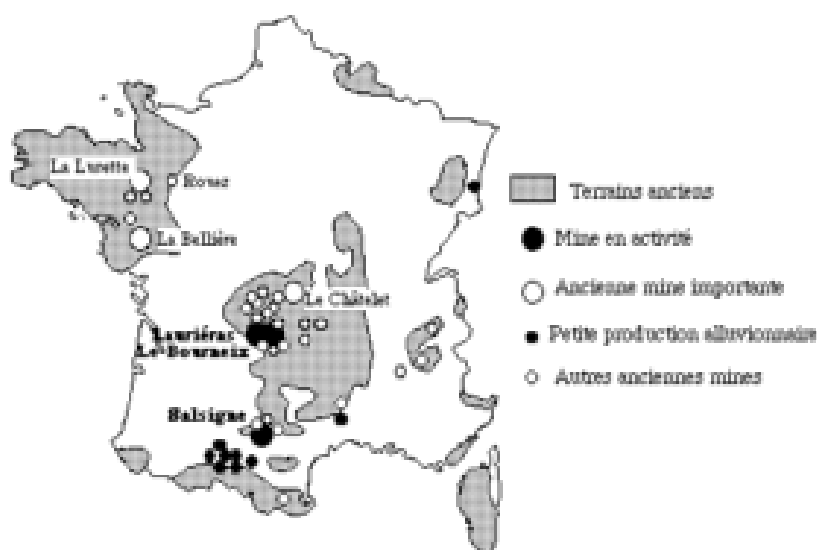 La Lucette
Rouez
La Bellière
Le Châtelet
Lauriéras
Le Bourneix
Salsigne
Terrains anciens
Mine en activité
Ancienne mine importante
Petite production alluvionnaire
Autres anciennes mines